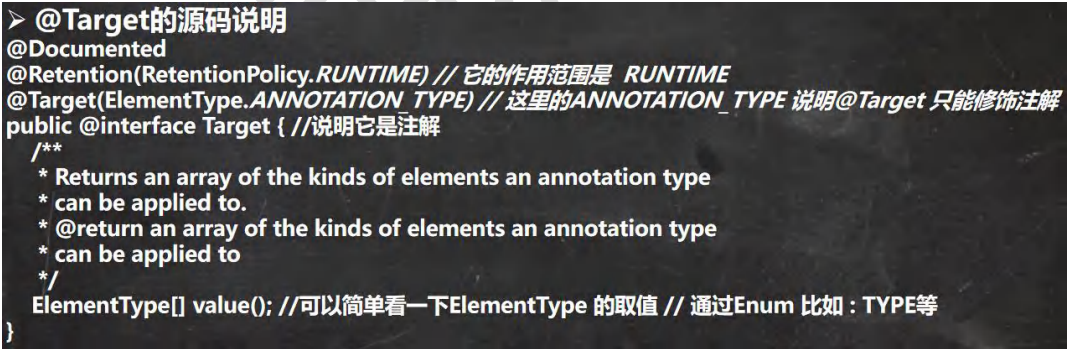 ➢ @Target的源码说明
@Documented
@Retention(RetentionPolicy.RUNTIME) // 它的作用范围是 RUNTIME
@Target(ElementType.ANNOTATION_TYPE) // 这里的ANNOTATION_TYPE 说明@Target 只能修饰注解
public @interface Target { //说明它是注解
/**
* Returns an array of the kinds of elements an annotation type
* can be applied to.
* @return an array of the kinds of elements an annotation type
* can be applied to
*/
ElementType[] value(); //可以简单看一下ElementType 的取值 // 通过Enum 比如 : TYPE等
}